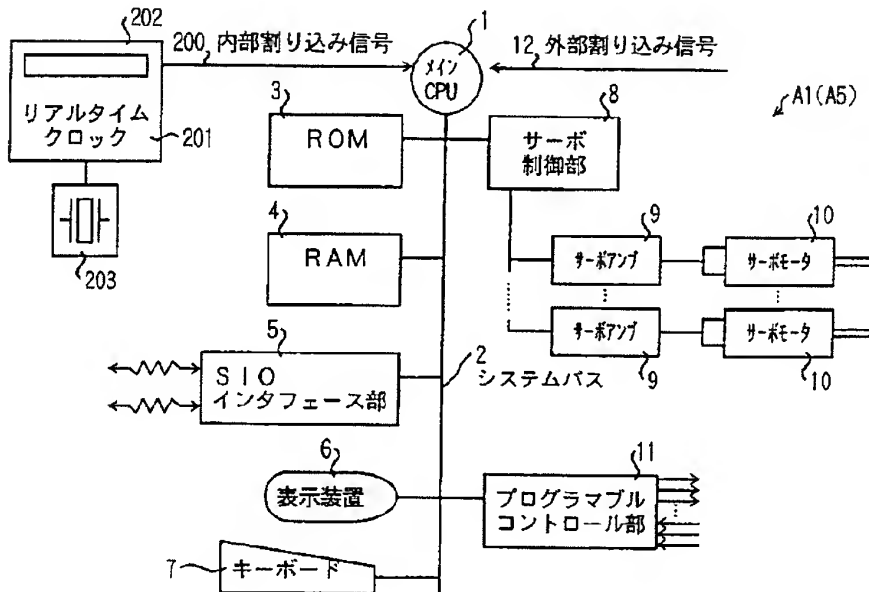 202
200 内部割り込み信号
1
12 外部割り込み信号
メイン
CPU
A1(A5)
リアルタイム
クロック
201
203
3
ROM
8
サーボ
制御部
4
RAM
9
サーボアンプ
10
サーボモータ
サーボアンプ
9
サーボモータ
10
5
SIO
インタフェース部
2
システムバス
6
表示装置
11
プログラマブル
コントロール部
7
キーボード